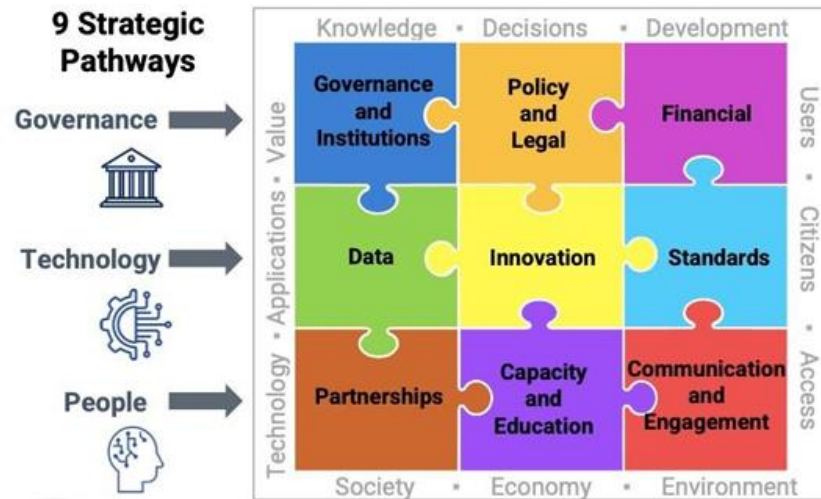 9 Strategic
Pathways
Governance
Technology
People
Knowledge • Decisions • Development
Value • Applications • Technology
Governance
and
Institutions
Policy
and
Legal
Financial
Data
Innovation
Standards
Partnerships
Capacity
and
Education
Communication
and
Engagement
Users • Citizens • Access
Society • Economy • Environment